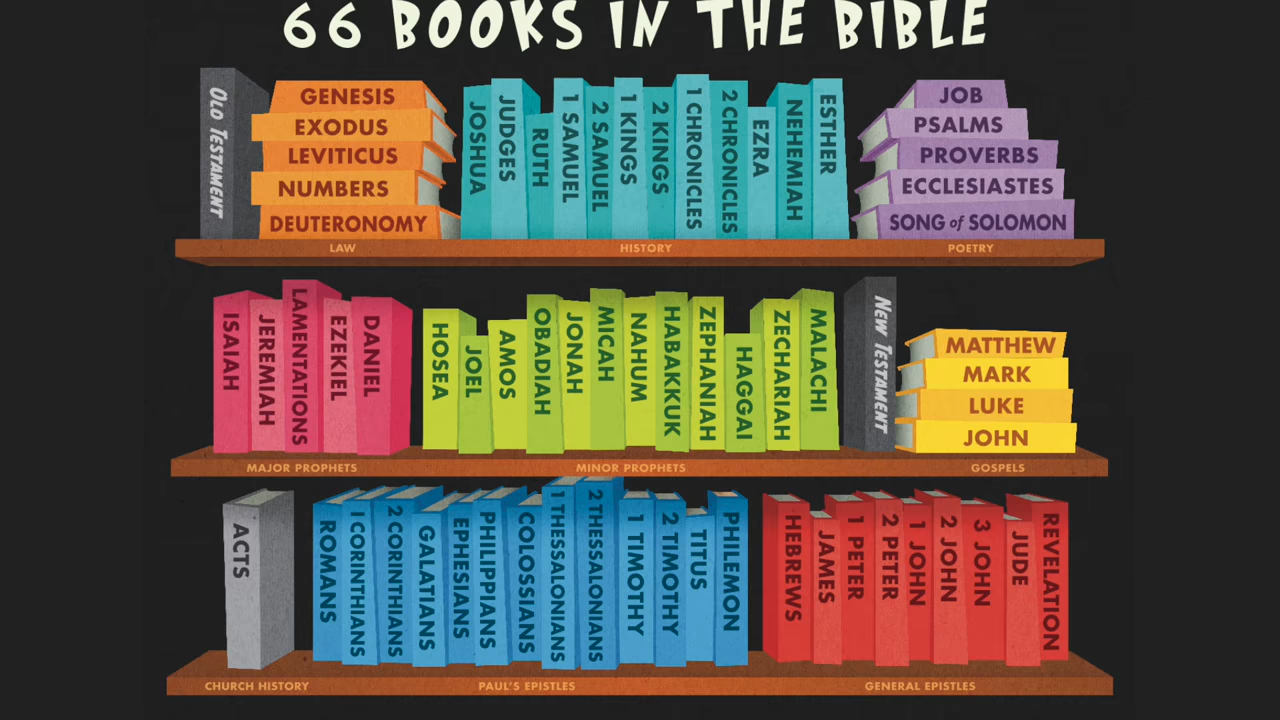 66 BOOKS IN THE BIBLE
OLD TESTAMENT
GENESIS
EXODUS
LEVITICUS
NUMBERS
DEUTERONOMY
JOSHUA
JUDGES
RUTH
1 SAMUEL
2 SAMUEL
1 KINGS
2 KINGS
1 CHRONICLES
2 CHRONICLES
EZRA
NEHEMIAH
ESTHER
JOB
PSALMS
PROVERBS
ECCLESIASTES
SONG of SOLOMON
LAW
HISTORY
POETRY
ISAIAH
JEREMIAH
LAMENTATIONS
EZEKIEL
DANIEL
HOSEA
JOEL
AMOS
OBADIAH
JONAH
MICAH
NAHUM
HABAKKUK
ZEPHANIAH
HAGGAI
ZECHARIAH
MALACHI
NEW TESTAMENT
MATTHEW
MARK
LUKE
JOHN
MAJOR PROPHETS
MINOR PROPHETS
GOSPELS
ACTS
ROMANS
1 CORINTHIANS
2 CORINTHIANS
GALATIANS
EPHESIANS
PHILIPPIANS
COLOSSIANS
1 THESSALONIANS
2 THESSALONIANS
1 TIMOTHY
2 TIMOTHY
TITUS
PHILEMON
HEBREWS
JAMES
1 PETER
2 PETER
1 JOHN
2 JOHN
3 JOHN
JUDE
REVELATION
CHURCH HISTORY
PAUL'S EPISTLES
GENERAL EPISTLES